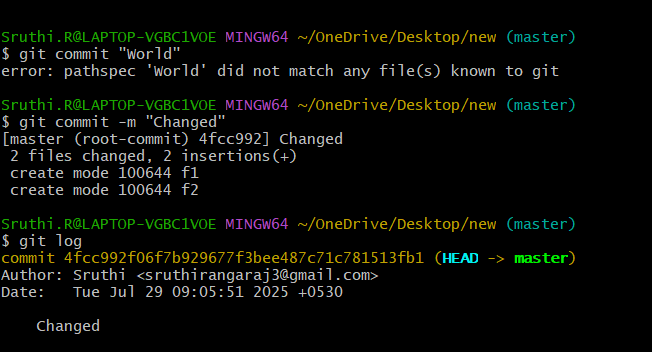 Sruthi.R@LAPTOP-VGBC1VOE MINGW64 ~/OneDrive/Desktop/new (master)
$ git commit "World"
error: pathspec 'World' did not match any file(s) known to git
Sruthi.R@LAPTOP-VGBC1VOE MINGW64 ~/OneDrive/Desktop/new (master)
$ git commit -m "Changed"
[master (root-commit) 4fcc992] Changed
 2 files changed, 2 insertions(+)
 create mode 100644 f1
 create mode 100644 f2
Sruthi.R@LAPTOP-VGBC1VOE MINGW64 ~/OneDrive/Desktop/new (master)
$ git log
commit 4fcc992f06f7b929677f3bee487c71c781513fb1 (HEAD -> master)
Author: Sruthi <sruthirangaraj3@gmail.com>
Date:   Tue Jul 29 09:05:51 2025 +0530
    Changed